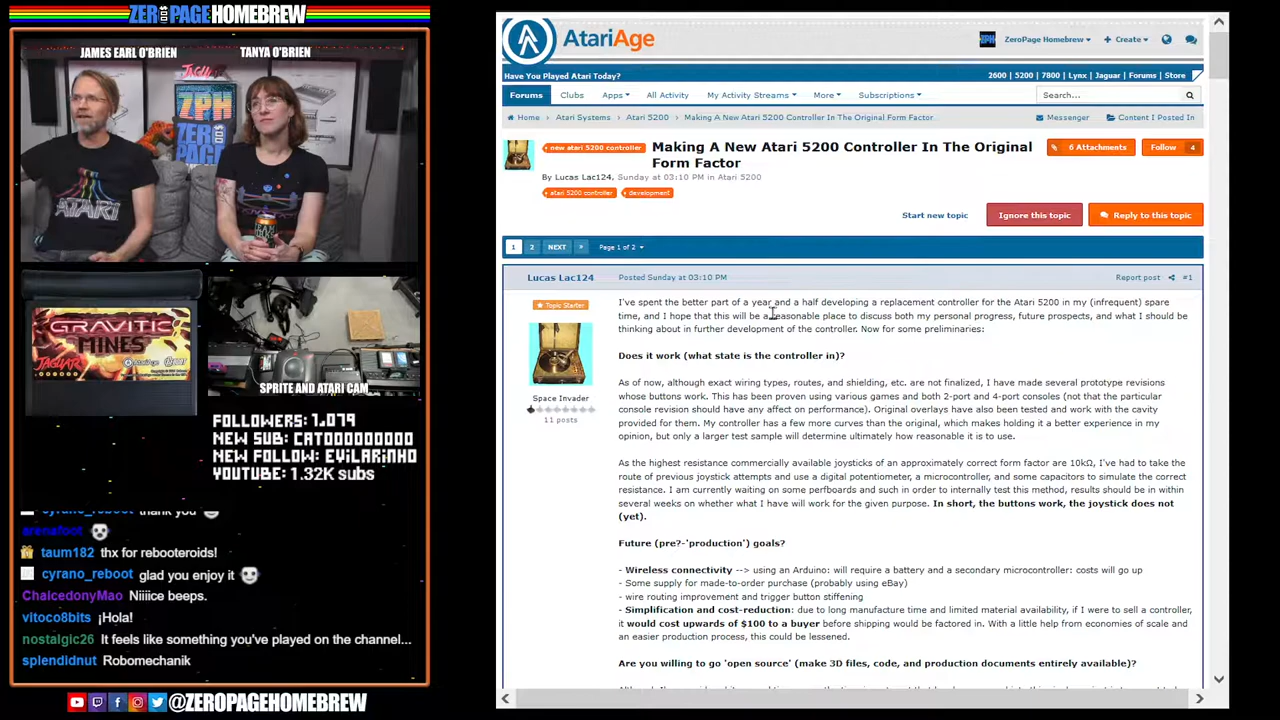 ZERO PAGE HOMEBREW
JAMES EARL O'BRIEN
TANYA O'BRIEN
JAGUAR
ZPH
ZERO
PAGE
ATARI
GRAVITIC
MINES
JAGUAR
SPRITE AND ATARI CAM
FOLLOWERS: 1,079
NEW SUB: CATOOOOOOOOO
NEW FOLLOW: EVILARINHO
YOUTUBE: 1.32K subs
cyrano_reboot thank you
arenafoot
taum182 thx for rebooteroids!
cyrano_reboot glad you enjoy it
ChalcedonyMao Niiiice beeps.
vitoco8bits ¡Hola!
nostalgic26 It feels like something you've played on the channel...
splendidnut Robomechanik
@ZEROPAGEHOMEBREW
AtariAge
ZPH
ZeroPage Homebrew
+ Create
Have You Played Atari Today?
2600 | 5200 | 7800 | Lynx | Jaguar | Forums | Store
Forums Clubs Apps All Activity My Activity Streams More Subscriptions Search...
Home > Atari Systems > Atari 5200 > Making A New Atari 5200 Controller In The Original Form Factor...
Messenger Content I Posted In
new atari 5200 controller
Making A New Atari 5200 Controller In The Original
Form Factor
6 Attachments
Follow 4
By Lucas Lac124, Sunday at 03:10 PM in Atari 5200
atari 5200 controller development
Start new topic Ignore this topic Reply to this topic
1 2 NEXT » Page 1 of 2
Lucas Lac124
Posted Sunday at 03:10 PM
Report post #1
Topic Starter
Space Invader
11 posts
I've spent the better part of a year and a half developing a replacement controller for the Atari 5200 in my (infrequent) spare
time, and I hope that this will be a reasonable place to discuss both my personal progress, future prospects, and what I should be
thinking about in further development of the controller. Now for some preliminaries:
Does it work (what state is the controller in)?
As of now, although exact wiring types, routes, and shielding, etc. are not finalized, I have made several prototype revisions
whose buttons work. This has been proven using various games and both 2-port and 4-port consoles (not that the particular
console revision should have any affect on performance). Original overlays have also been tested and work with the cavity
provided for them. My controller has a few more curves than the original, which makes holding it a better experience in my
opinion, but only a larger test sample will determine ultimately how reasonable it is to use.
As the highest resistance commercially available joysticks of an approximately correct form factor are 10kΩ, I've had to take the
route of previous joystick attempts and use a digital potentiometer, a microcontroller, and some capacitors to simulate the correct
resistance. I am currently waiting on some perfboards and such in order to internally test this method, results should be in within
several weeks on whether what I have will work for the given purpose. In short, the buttons work, the joystick does not
(yet).
Future (pre?-'production') goals?
- Wireless connectivity --> using an Arduino: will require a battery and a secondary microcontroller: costs will go up
- Some supply for made-to-order purchase (probably using eBay)
- wire routing improvement and trigger button stiffening
- Simplification and cost-reduction: due to long manufacture time and limited material availability, if I were to sell a controller,
it would cost upwards of $100 to a buyer before shipping would be factored in. With a little help from economies of scale and
an easier production process, this could be lessened.
Are you willing to go 'open source' (make 3D files, code, and production documents entirely available)?